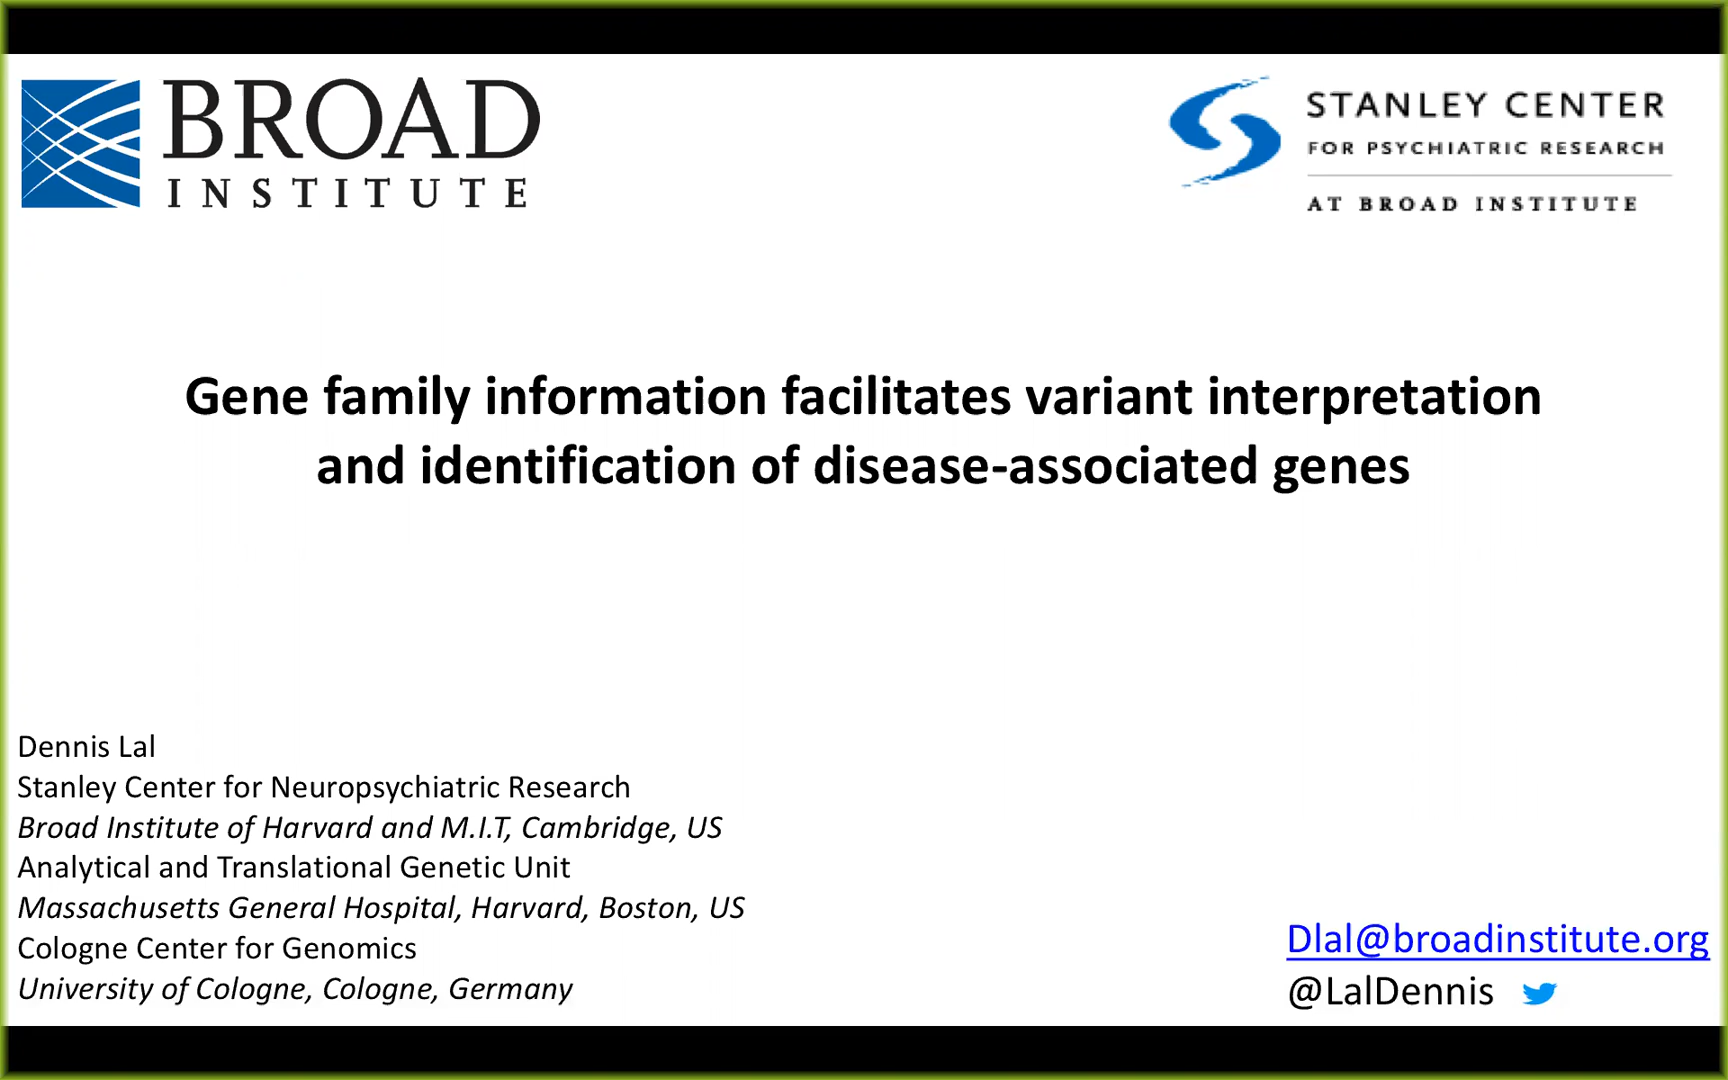 BROAD
INSTITUTE
STANLEY CENTER
FOR PSYCHIATRIC RESEARCH
AT BROAD INSTITUTE
Gene family information facilitates variant interpretation
and identification of disease-associated genes
Dennis Lal
Stanley Center for Neuropsychiatric Research
Broad Institute of Harvard and M.I.T, Cambridge, US
Analytical and Translational Genetic Unit
Massachusetts General Hospital, Harvard, Boston, US
Cologne Center for Genomics
University of Cologne, Cologne, Germany
Dlal@broadinstitute.org
@LalDennis